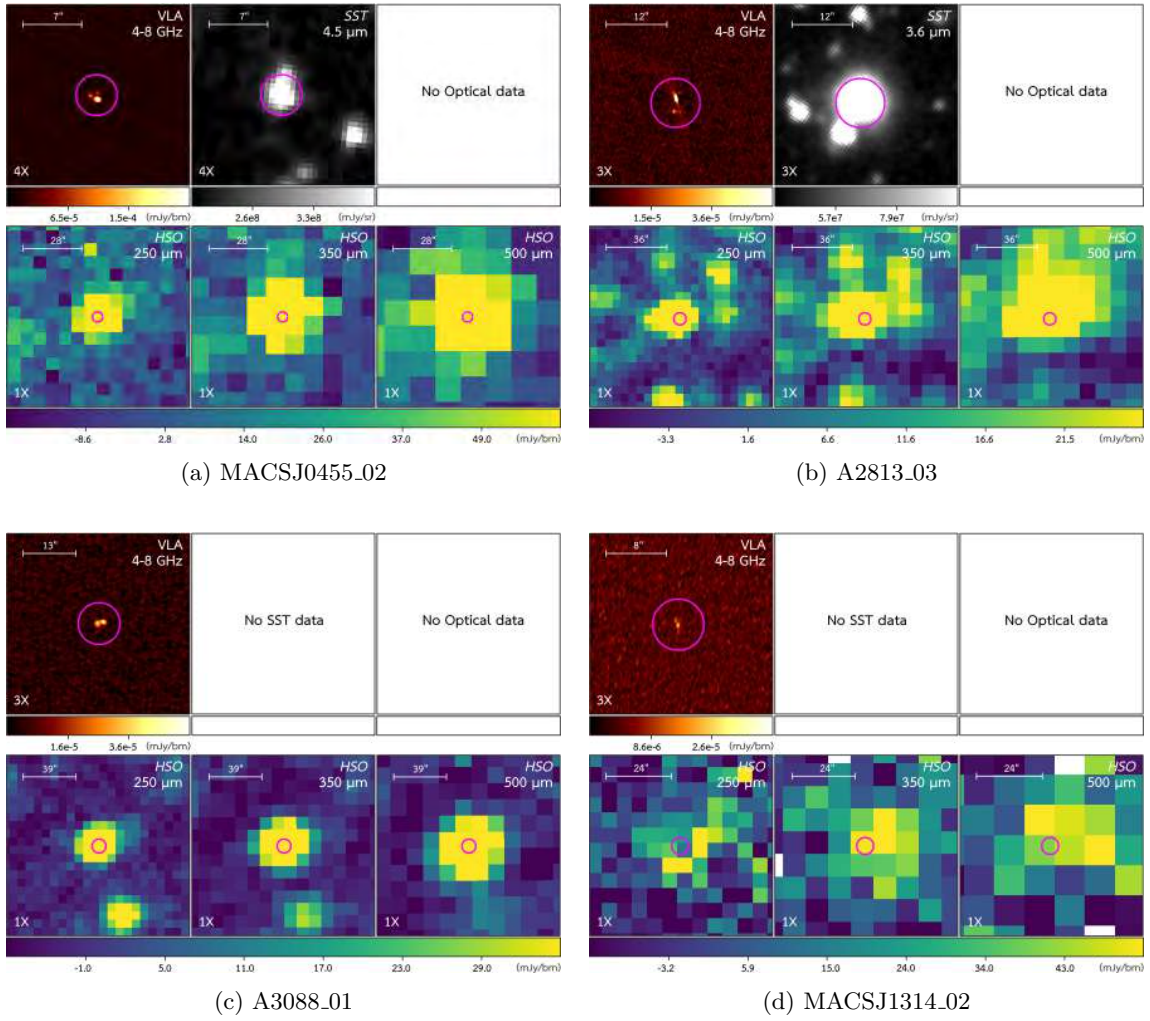 7" VLA 4-8 GHz
4X
7" SST 4.5 µm
4X
No Optical data
6.5e-5 1.5e-4 (mJy/bm)
2.6e8 3.3e8 (mJy/sr)
28" HSO 250 µm
1X
28" HSO 350 µm
1X
28" HSO 500 µm
1X
-8.6 2.8 14.0 26.0 37.0 49.0 (mJy/bm)
(a) MACSJ0455_02
12" VLA 4-8 GHz
3X
12" SST 3.6 µm
3X
No Optical data
1.5e-5 3.6e-5 (mJy/bm)
5.7e7 7.9e7 (mJy/sr)
36" HSO 250 µm
1X
36" HSO 350 µm
1X
36" HSO 500 µm
1X
-3.3 1.6 6.6 11.6 16.6 21.5 (mJy/bm)
(b) A2813_03
13" VLA 4-8 GHz
3X
No SST data
No Optical data
1.6e-5 3.6e-5 (mJy/bm)
39" HSO 250 µm
1X
39" HSO 350 µm
1X
39" HSO 500 µm
1X
-1.0 5.0 11.0 17.0 23.0 29.0 (mJy/bm)
(c) A3088_01
8" VLA 4-8 GHz
3X
No SST data
No Optical data
8.6e-6 2.6e-5 (mJy/bm)
24" HSO 250 µm
1X
24" HSO 350 µm
1X
24" HSO 500 µm
1X
-3.2 5.9 15.0 24.0 34.0 43.0 (mJy/bm)
(d) MACSJ1314_02